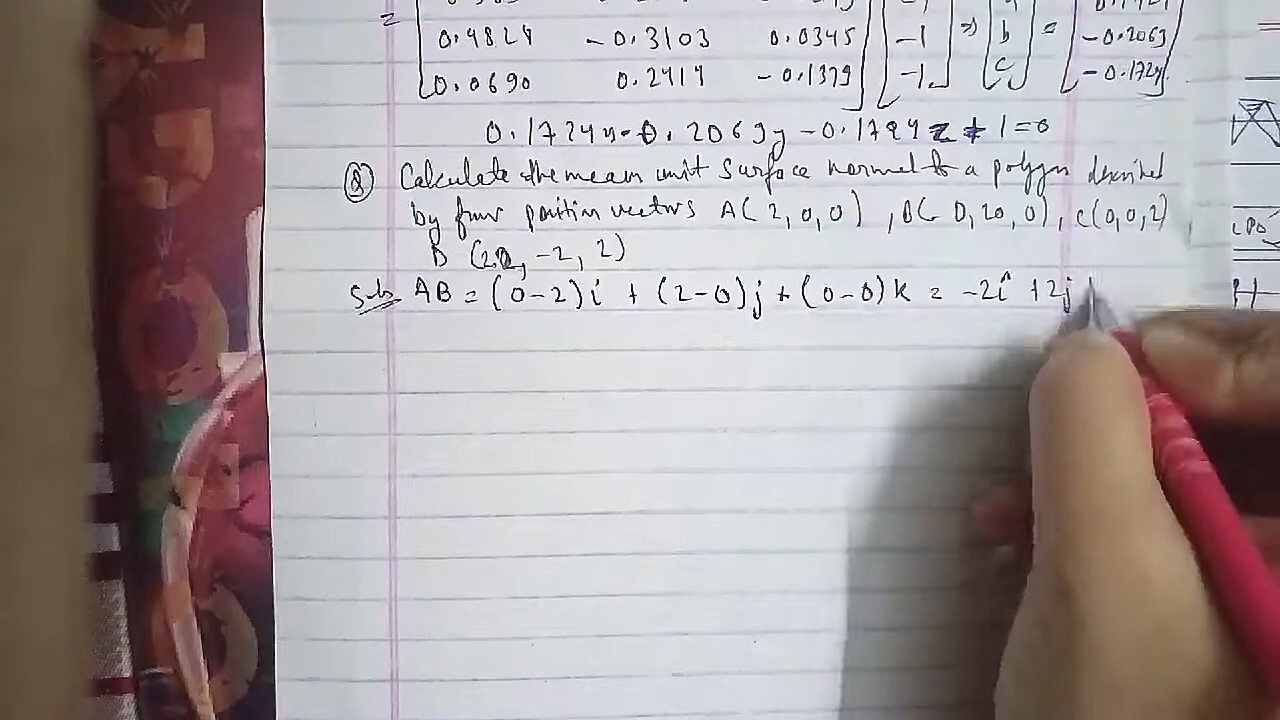 0.4824 -0.3103 0.0345 -1 ⇒ b = -0.2069
0.0690 0.2414 -0.1379 -1 c -0.1724
0.1724x-0.2069y-0.1724z+1=0
Q Calculate the mean unit surface normal to a polygon described
by four position vectors A(2,0,0), B(0,20,0), C(0,0,2)
B (2, -2, 2)
Sol: AB = (0-2)i + (2-0)j + (0-0)k = -2i +2j